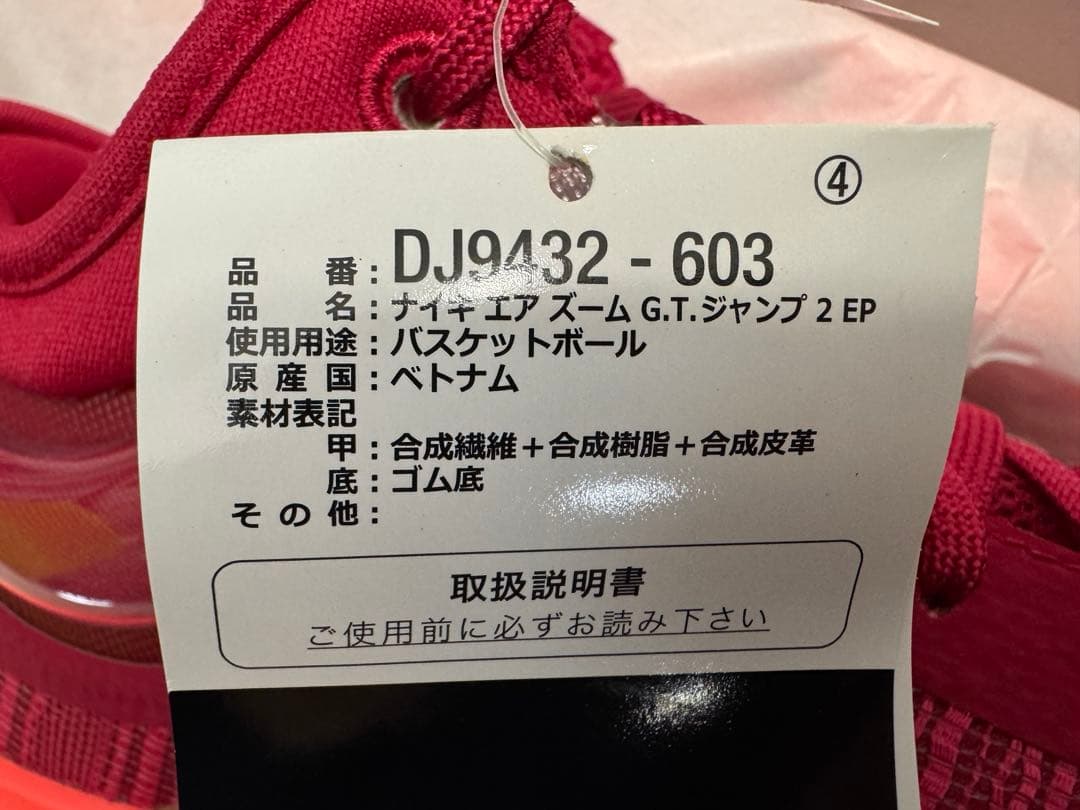 ④
品番：DJ9432 - 603
品名：ナイキ エア ズーム G.T.ジャンプ 2 EP
使用用途：バスケットボール
原産国：ベトナム
素材表記
甲：合成繊維＋合成樹脂＋合成皮革
底：ゴム底
その他：
取扱説明書
ご使用前に必ずお読み下さい